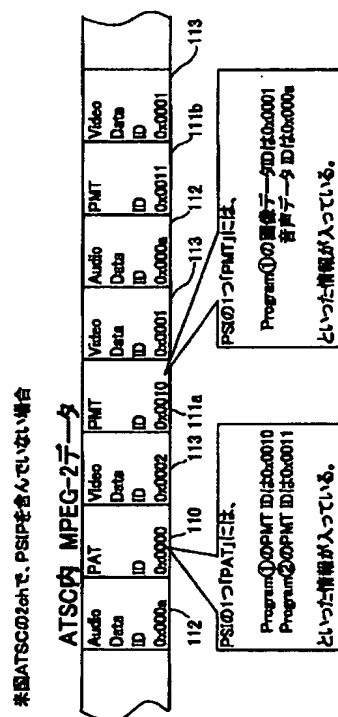 米国ATSCの2chで、PSIPを含んでいない場合
ATSC内 MPEG-2データ
Audio
Data
ID
0x000a
PAT
ID
0x0000
Video
Data
ID
0x0002
PMT
ID
0x0010
Video
Data
ID
0x0001
Audio
Data
ID
0x000a
PMT
ID
0x0011
Video
Data
ID
0x0001
112
110
113
111a
113
112
111b
113
PSIの1つ「PAT」には、
Program①のPMT IDは0x0010
Program②のPMT IDは0x0011
といった情報が入っている。
PSIの1つ「PMT」には、
Program①の画像データIDは0x0001
音声データ IDは0x000a
といった情報が入っている。